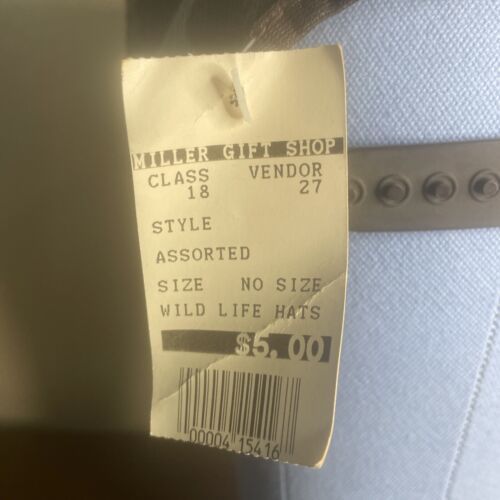 MILLER GIFT SHOP
CLASS VENDOR
18 27
STYLE
ASSORTED
SIZE NO SIZE
WILD LIFE HATS
$5.00
00004 15416